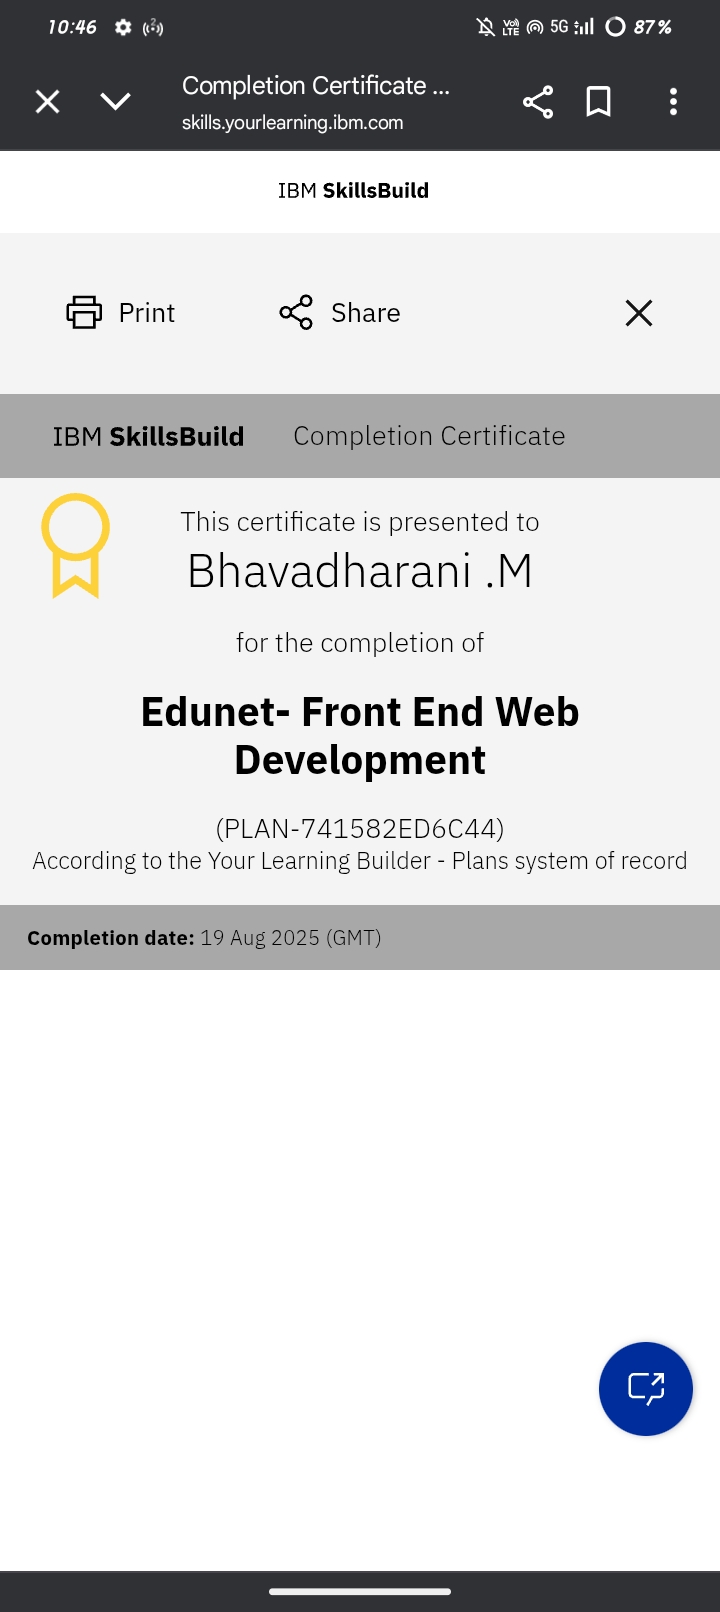 10:46
Vo)) LTE 5G 87%
Completion Certificate ...
skills.yourlearning.ibm.com
IBM SkillsBuild
Print Share
IBM SkillsBuild Completion Certificate
This certificate is presented to
Bhavadharani .M
for the completion of
Edunet- Front End Web
Development
(PLAN-741582ED6C44)
According to the Your Learning Builder - Plans system of record
Completion date: 19 Aug 2025 (GMT)